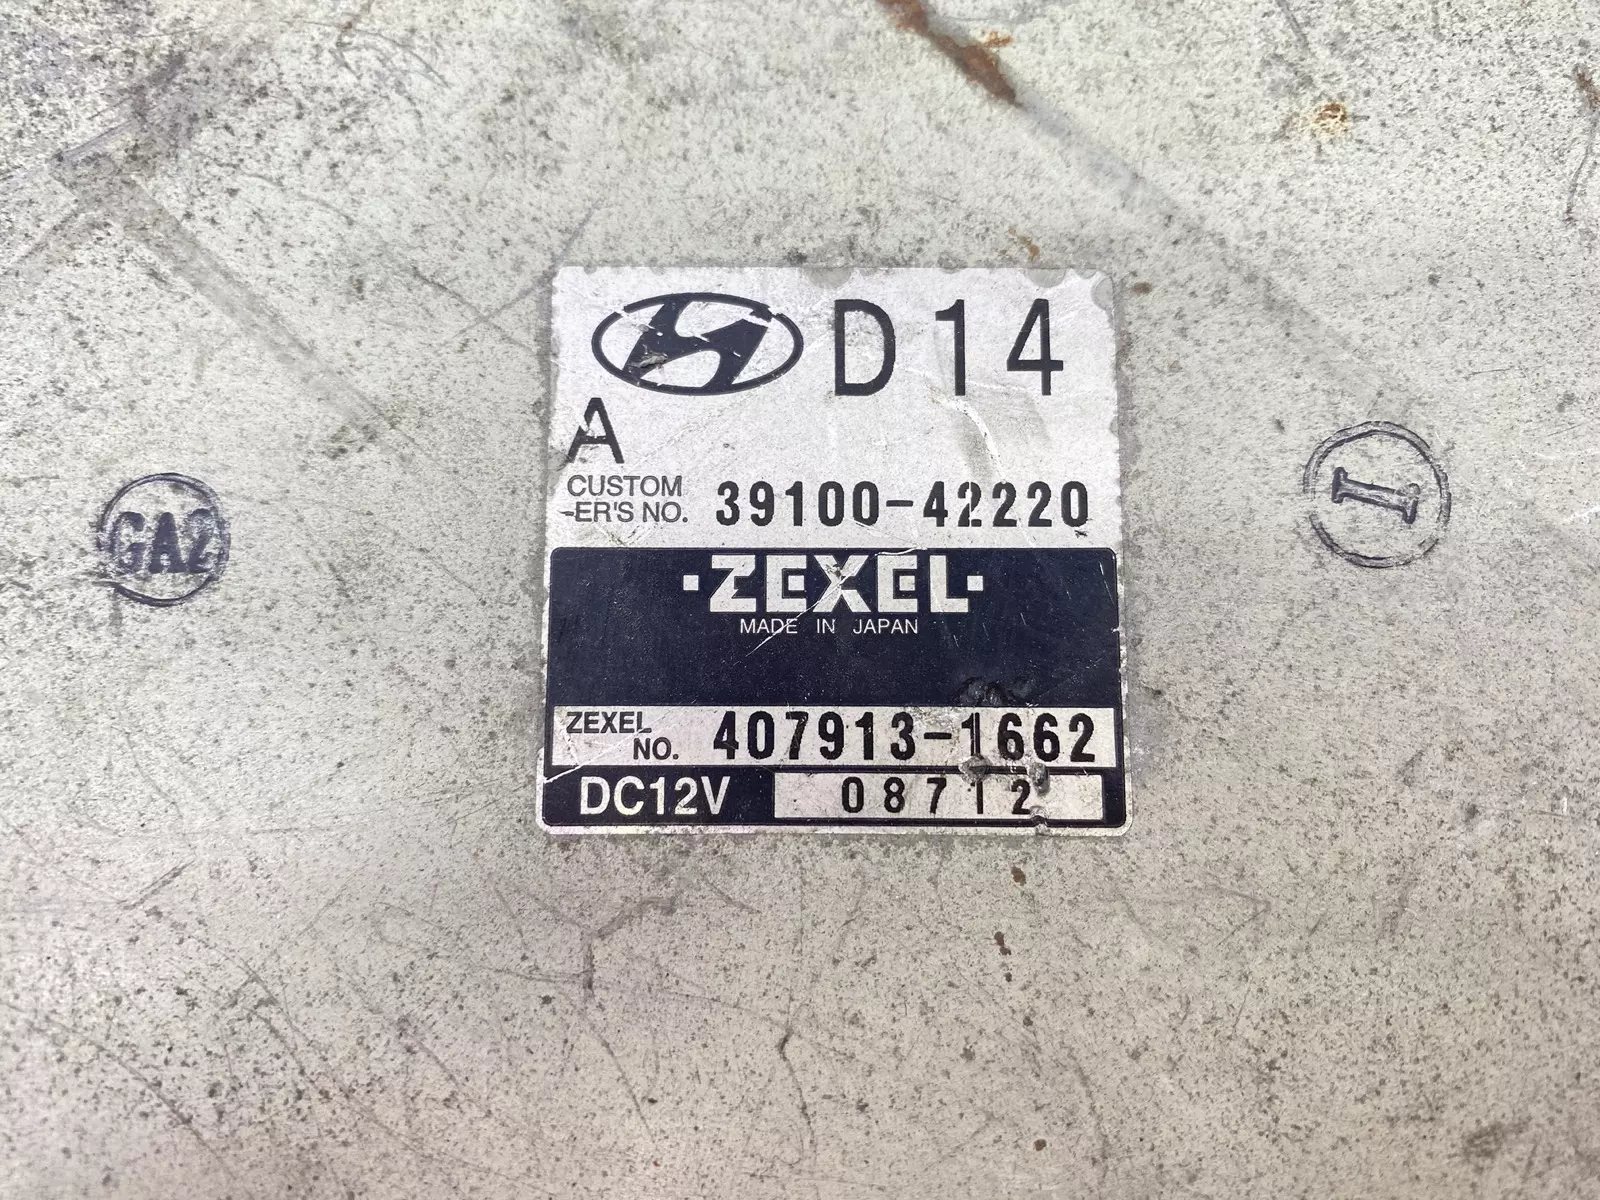 D14
A
CUSTOM
-ER'S NO. 39100-42220
·ZEXEL·
MADE IN JAPAN
ZEXEL
NO. 407913-1662
DC12V 08712
GA2
I